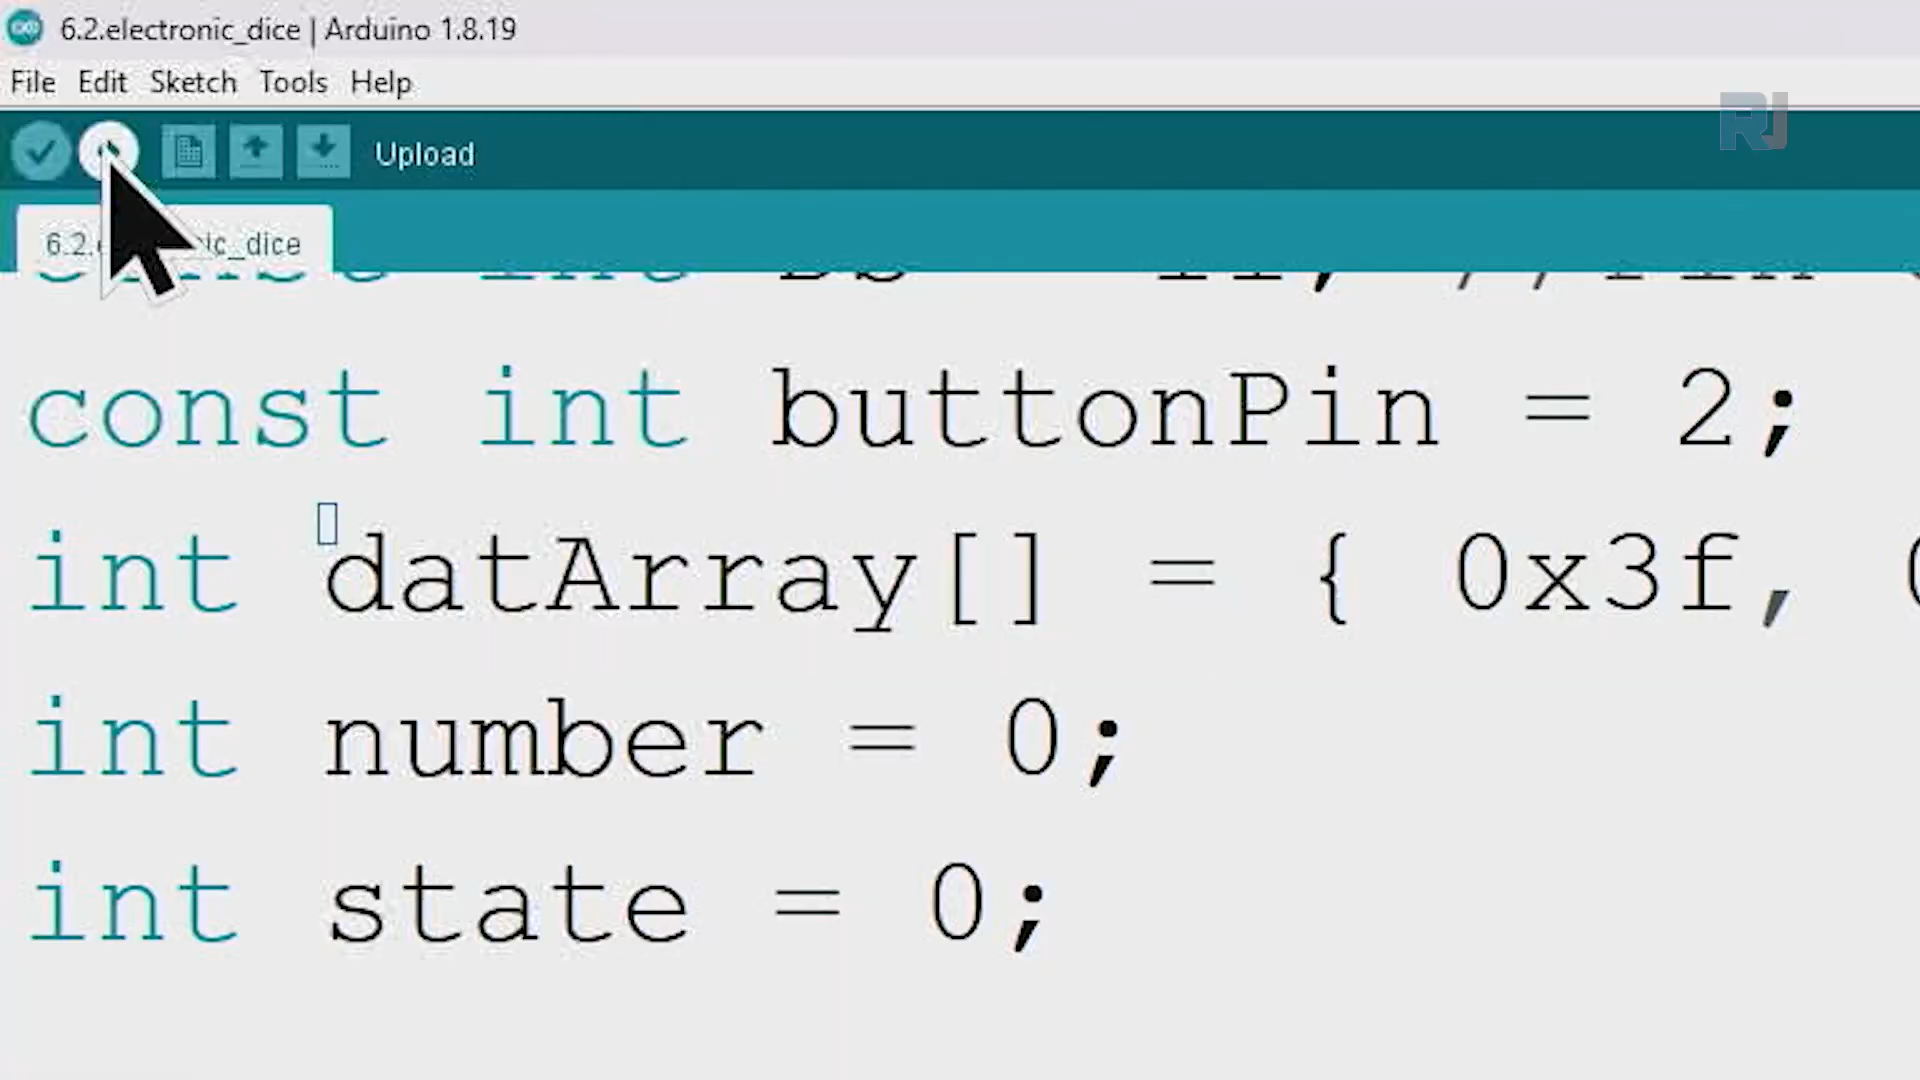 6.2.electronic_dice | Arduino 1.8.19
File Edit Sketch Tools Help
RJ
Upload
const int buttonPin = 2;
int datArray[] = { 0x3f,
int number = 0;
int state = 0;